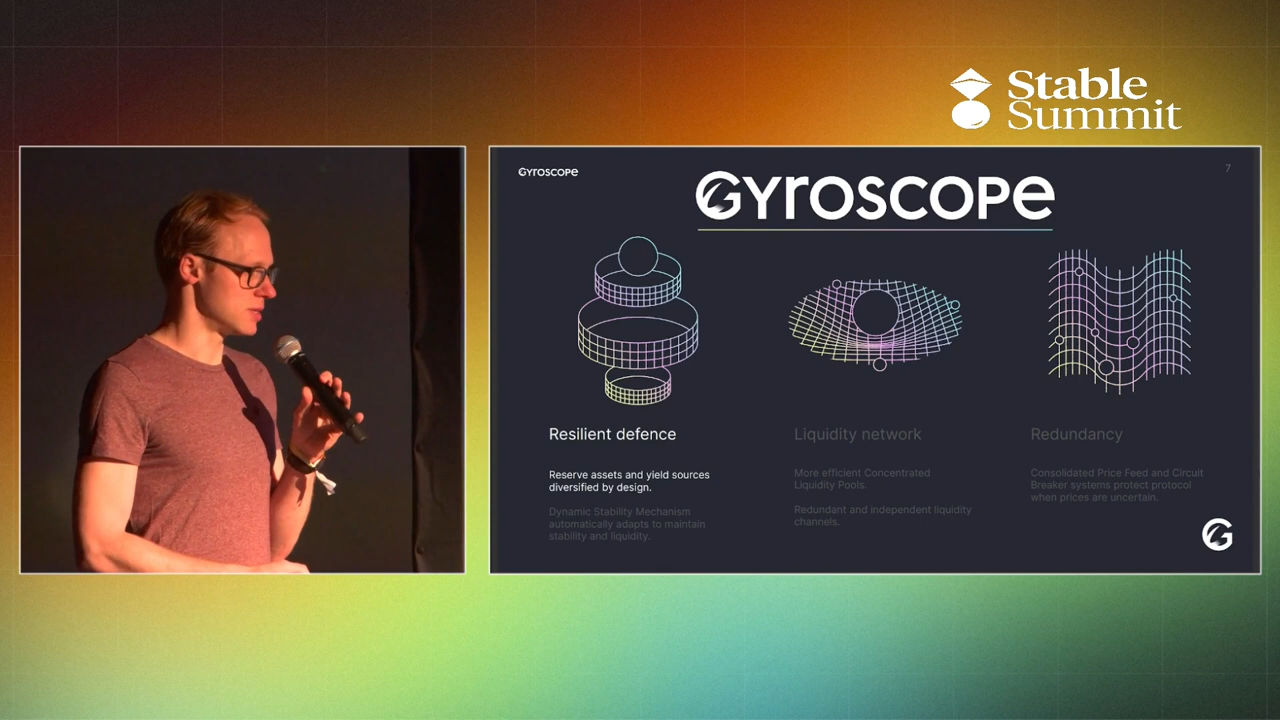 Stable
Summit
GYROSCOPE
7
GYROSCOPE
Resilient defence
Reserve assets and yield sources
diversified by design.
Dynamic Stability Mechanism
automatically adapts to maintain
stability and liquidity.
Liquidity network
More efficient Concentrated
Liquidity Pools.
Redundant and independent liquidity
channels.
Redundancy
Consolidated Price Feed and Circuit
Breaker systems protect protocol
when prices are uncertain.